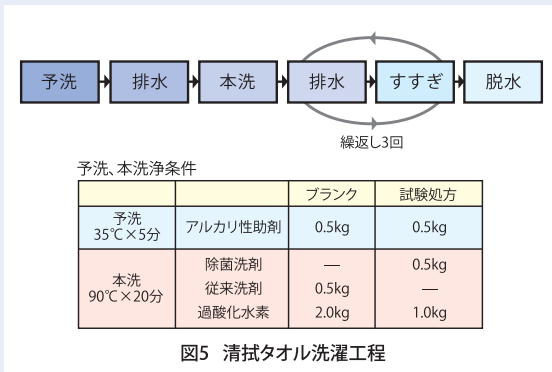 予洗 排水 本洗 排水 すすぎ 脱水
繰返し3回
予洗、本洗浄条件
ブランク 試験処方
予洗
35℃×5分 アルカリ性助剤 0.5kg 0.5kg
本洗
90℃×20分
除菌洗剤 — 0.5kg
従来洗剤 0.5kg —
過酸化水素 2.0kg 1.0kg
図5 清拭タオル洗濯工程